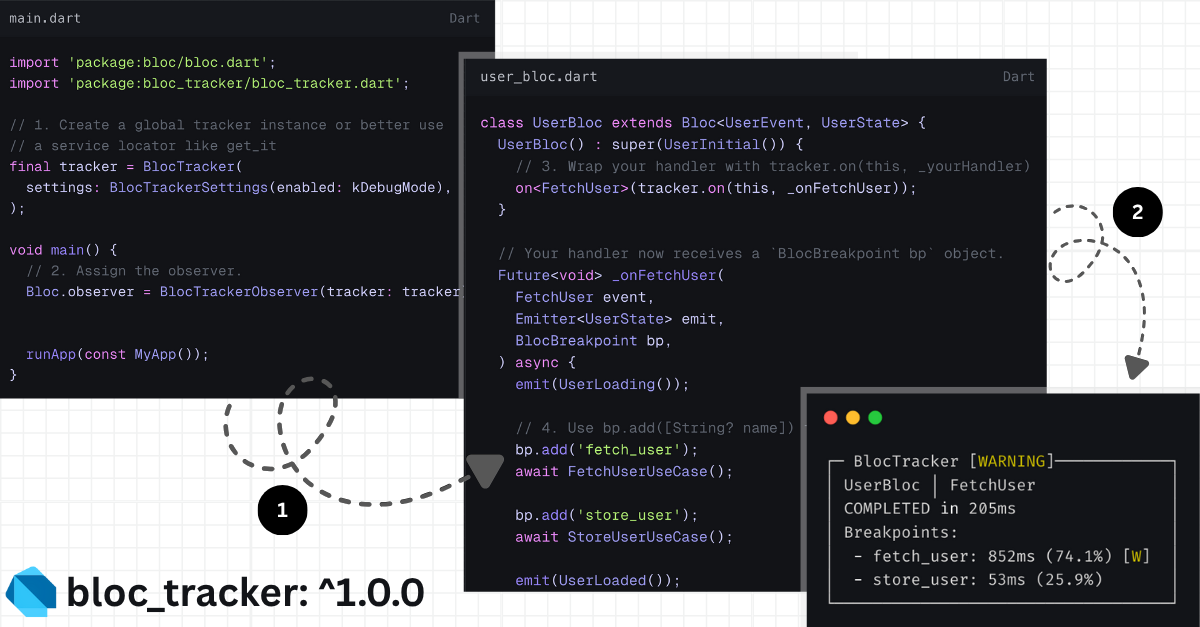 main.dart
Dart
import 'package:bloc/bloc.dart';
import 'package:bloc_tracker/bloc_tracker.dart';
// 1. Create a global tracker instance or better use
// a service locator like get_it
final tracker = BlocTracker(
settings: BlocTrackerSettings(enabled: kDebugMode),
);
void main() {
// 2. Assign the observer.
Bloc.observer = BlocTrackerObserver(tracker: tracker
runApp(const MyApp());
}
user_bloc.dart
Dart
class UserBloc extends Bloc<UserEvent, UserState> {
UserBloc() : super(UserInitial()) {
// 3. Wrap your handler with tracker.on(this, _yourHandler)
on<FetchUser>(tracker.on(this, _onFetchUser));
}
// Your handler now receives a `BlocBreakpoint bp` object.
Future<void> _onFetchUser(
FetchUser event,
Emitter<UserState> emit,
BlocBreakpoint bp,
) async {
emit(UserLoading());
// 4. Use bp.add([String? name])
bp.add('fetch_user');
await FetchUserUseCase();
bp.add('store_user');
await StoreUserUseCase();
emit(UserLoaded());
1
2
BlocTracker [WARNING]
UserBloc │ FetchUser
COMPLETED in 205ms
Breakpoints:
- fetch_user: 852ms (74.1%) [W]
- store_user: 53ms (25.9%)
bloc_tracker: ^1.0.0